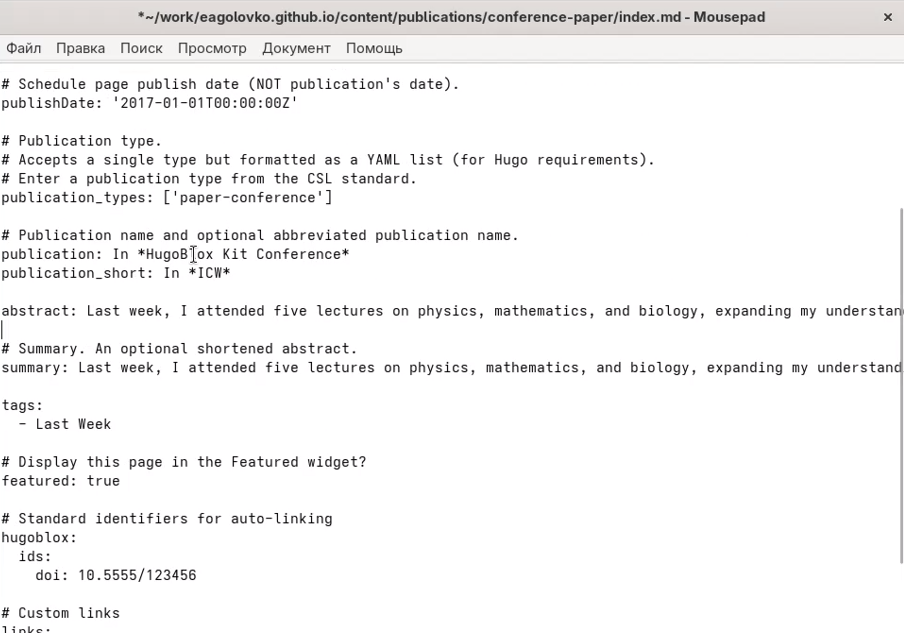 *~/work/eagolovko.github.io/content/publications/conference-paper/index.md - Mousepad
Файл Правка Поиск Просмотр Документ Помощь
# Schedule page publish date (NOT publication's date).
publishDate: '2017-01-01T00:00:00Z'
# Publication type.
# Accepts a single type but formatted as a YAML list (for Hugo requirements).
# Enter a publication type from the CSL standard.
publication_types: ['paper-conference']
# Publication name and optional abbreviated publication name.
publication: In *HugoBlox Kit Conference*
publication_short: In *ICW*
abstract: Last week, I attended five lectures on physics, mathematics, and biology, expanding my understan
# Summary. An optional shortened abstract.
summary: Last week, I attended five lectures on physics, mathematics, and biology, expanding my understand
tags:
- Last Week
# Display this page in the Featured widget?
featured: true
# Standard identifiers for auto-linking
hugoblox:
ids:
doi: 10.5555/123456
# Custom links
links: